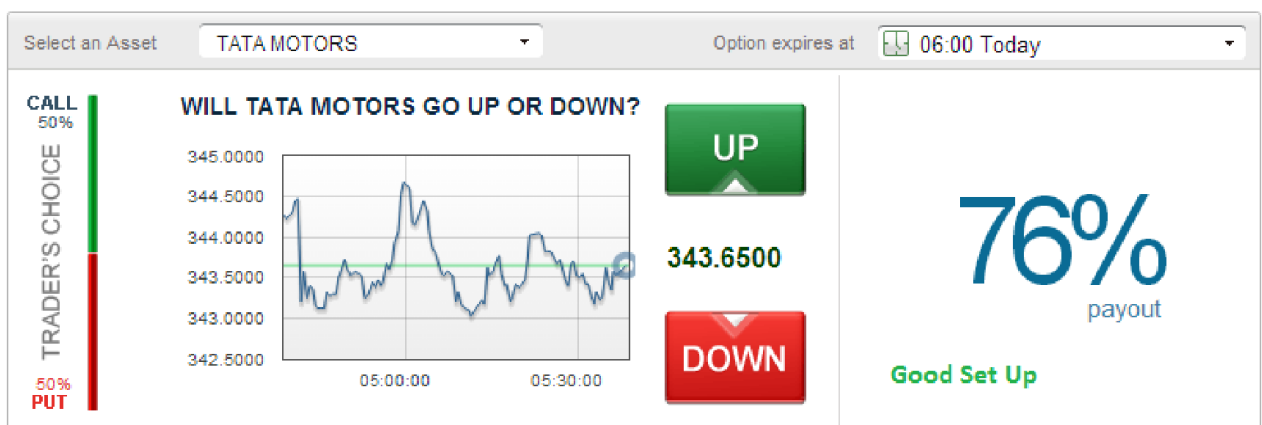 Select an Asset
TATA MOTORS
Option expires at
06:00 Today
CALL
50%
TRADER'S CHOICE
50%
PUT
WILL TATA MOTORS GO UP OR DOWN?
345.0000
344.5000
344.0000
343.5000
343.0000
342.5000
05:00:00
05:30:00
UP
343.6500
DOWN
76%
payout
Good Set Up